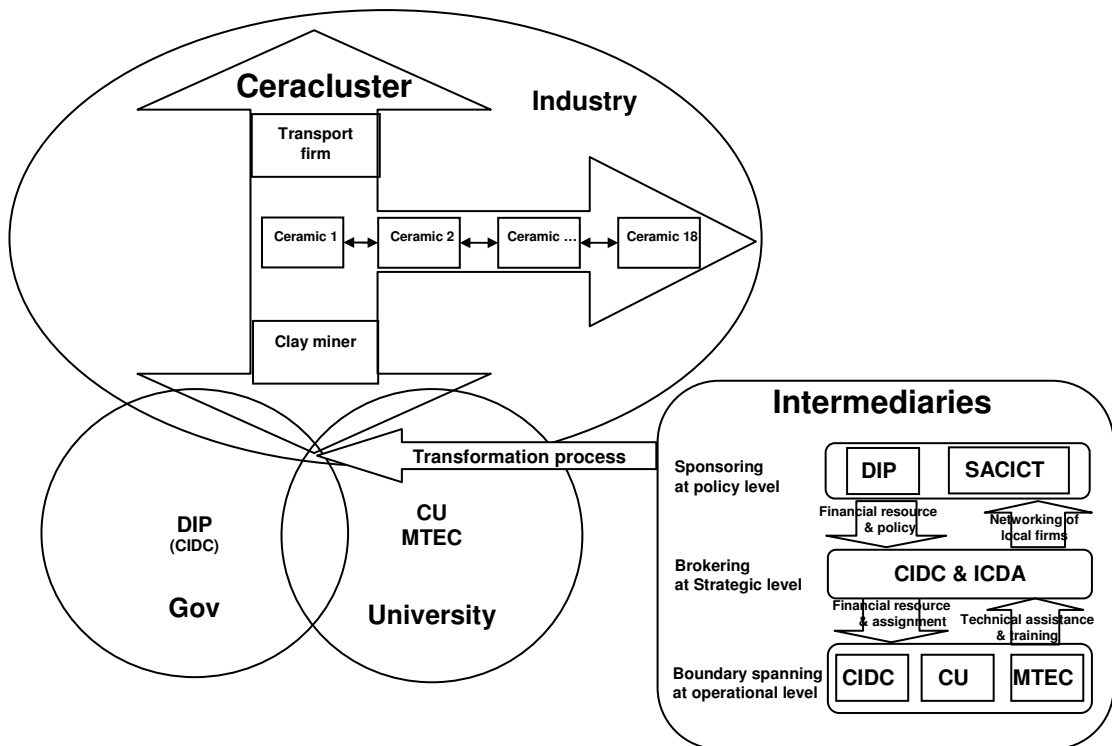 Ceracluster
Industry
Transport
firm
Ceramic 1
Ceramic 2
Ceramic …
Ceramic 18
Clay miner
Transformation process
DIP
(CIDC)
Gov
CU
MTEC
University
Intermediaries
Sponsoring
at policy level
DIP
SACICT
Financial resource
& policy
Networking of
local firms
Brokering
at Strategic level
CIDC & ICDA
Financial resource
& assignment
Technical assistance
& training
Boundary spanning
at operational level
CIDC
CU
MTEC